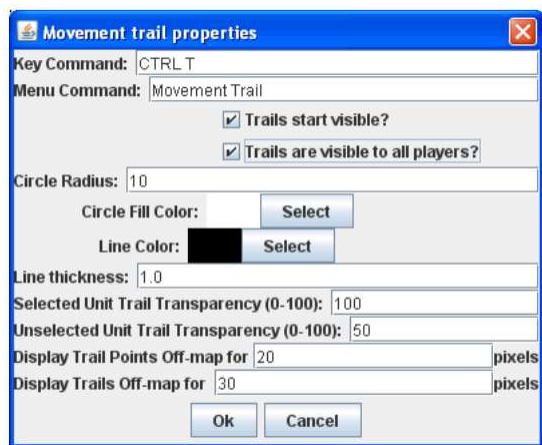 Movement trail properties
Key Command: CTRL T
Menu Command: Movement Trail
Trails start visible?
Trails are visible to all players?
Circle Radius: 10
Circle Fill Color: Select
Line Color: Select
Line thickness: 1.0
Selected Unit Trail Transparency (0-100): 100
Unselected Unit Trail Transparency (0-100): 50
Display Trail Points Off-map for 20 pixels
Display Trails Off-map for 30 pixels
Ok Cancel